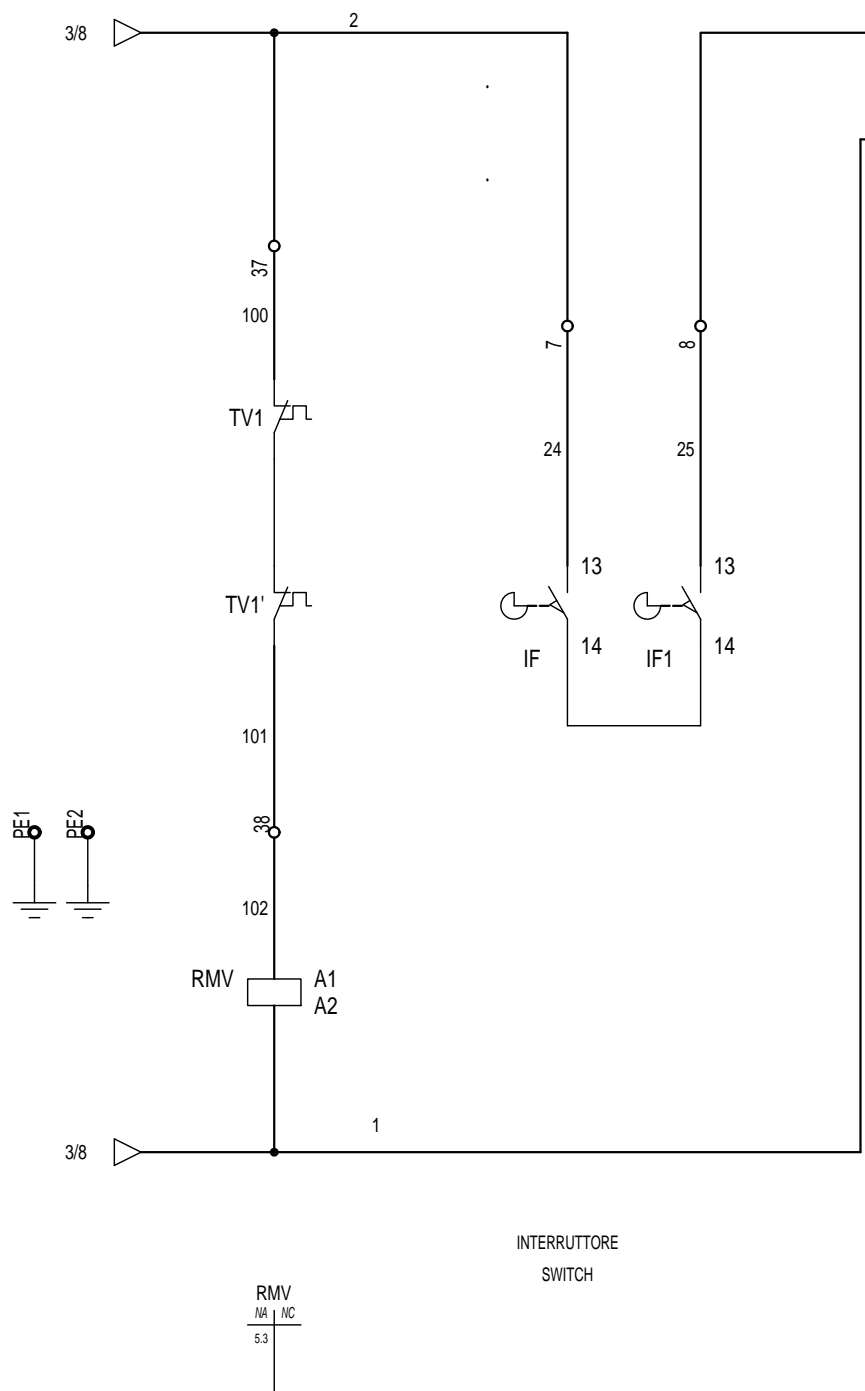 3/8
2
37
100
7
8
TV1
24
25
13
13
TV1'
14
14
IF
IF1
101
PE1
PE2
38
102
RMV
A1
A2
1
3/8
INTERRUTTORE
SWITCH
RMV
NA NC
5.3